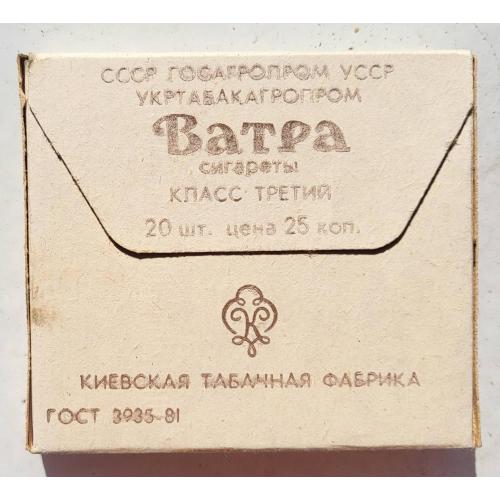 СССР ГОСАГРОПРОМ УССР
УКРТАБАКАГРОПРОМ
Ватра
сигареты
КЛАСС ТРЕТИЙ
20 шт. цена 25 коп.
К
КИЕВСКАЯ ТАБАЧНАЯ ФАБРИКА
ГОСТ 3935-81